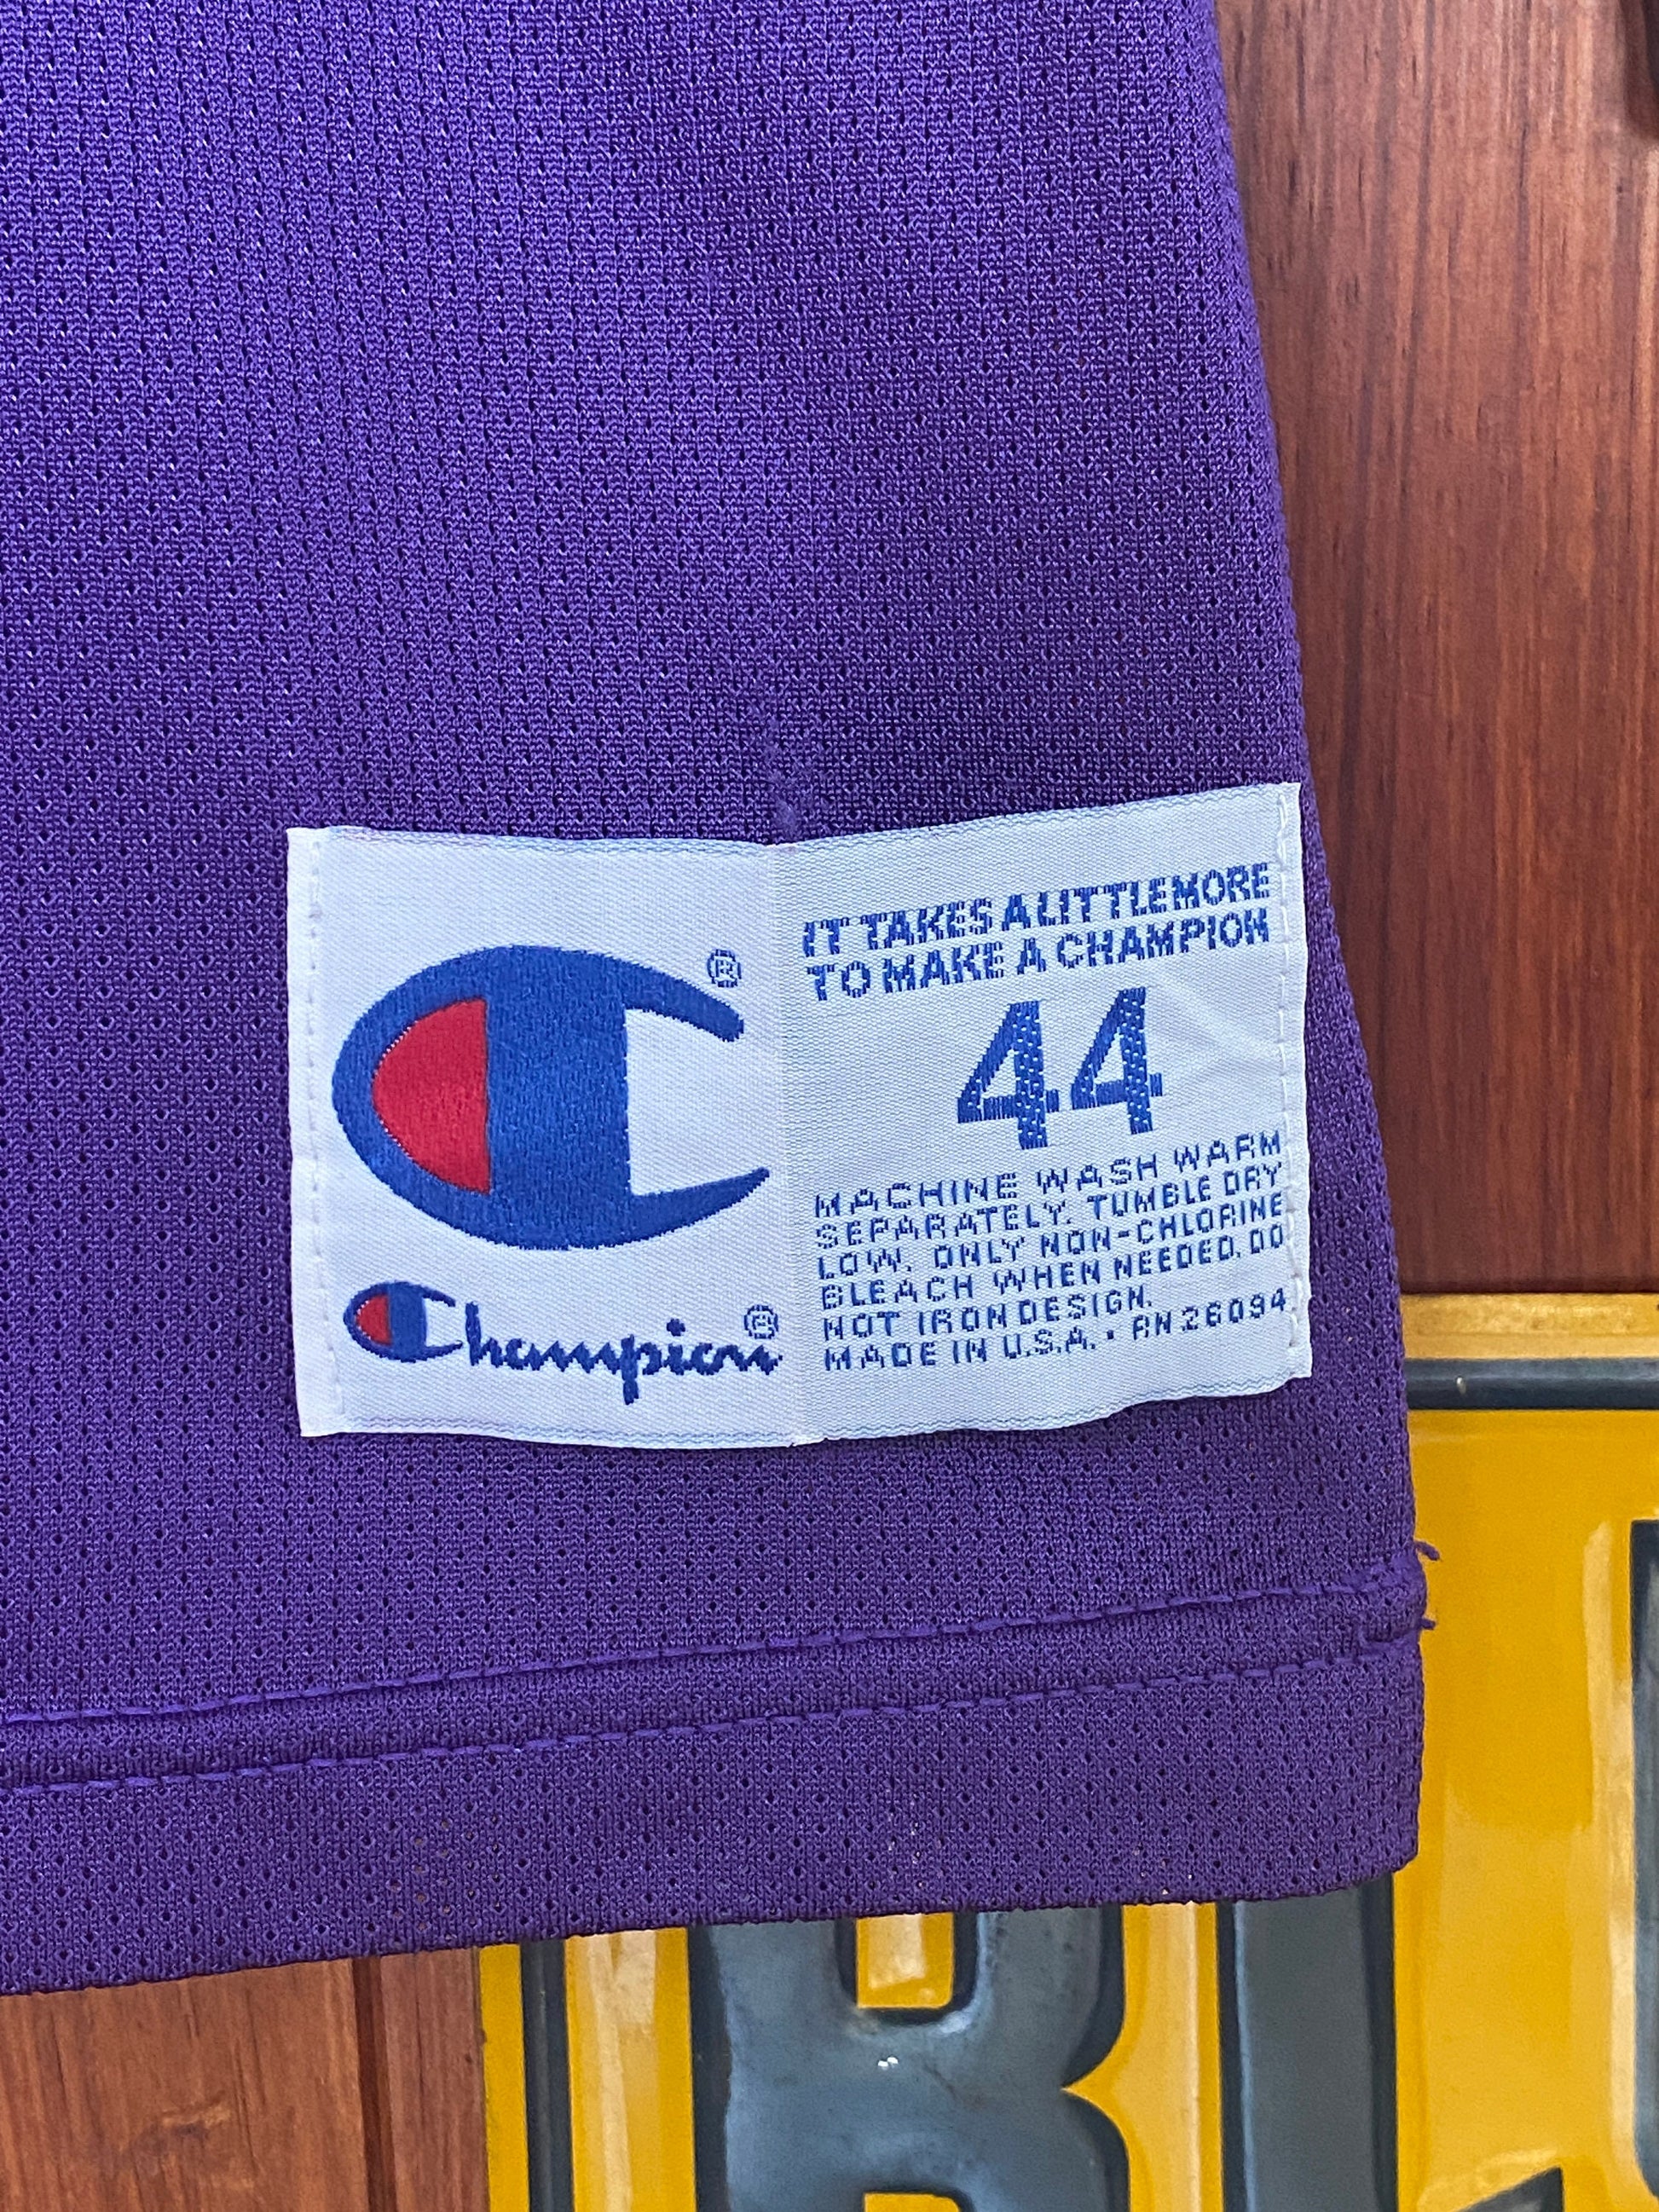 ®
Champion®
IT TAKES A LITTLE MORE
TO MAKE A CHAMPION
44
MACHINE WASH WARM
SEPARATELY. TUMBLE DRY
LOW. ONLY NON-CHLORINE
BLEACH WHEN NEEDED. DO
NOT IRON DESIGN.
MADE IN U.S.A. • RN 26094